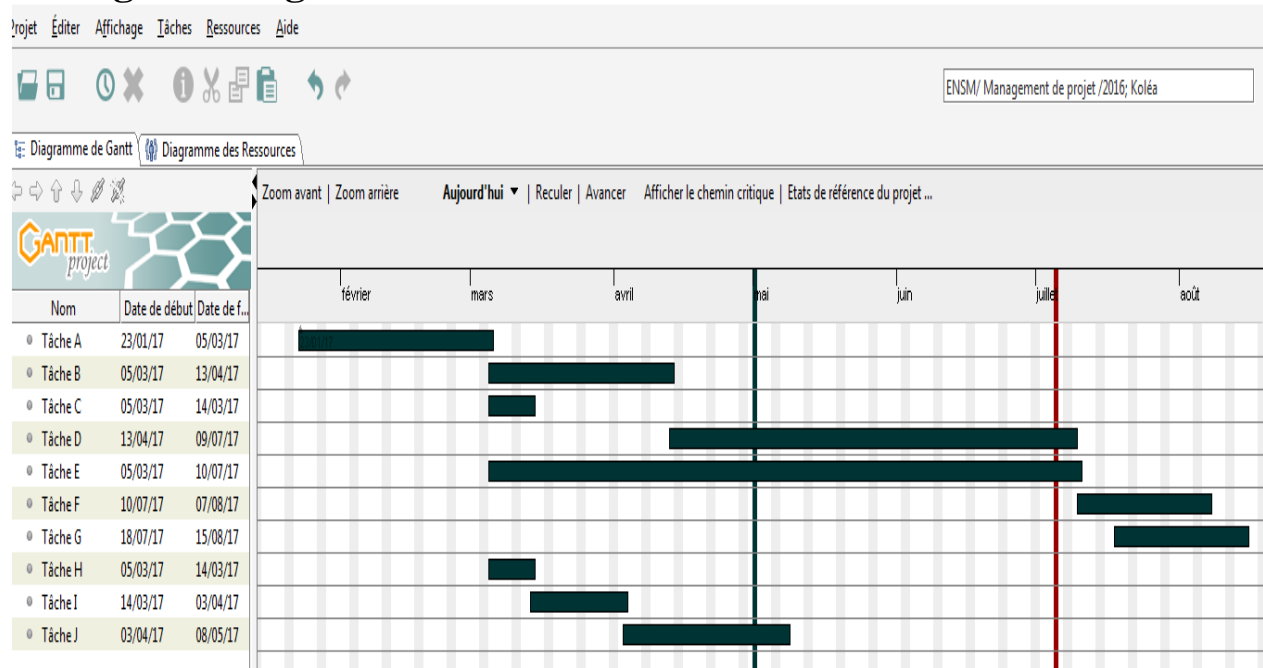 Projet Éditer Affichage Tâches Ressources Aide
ENSM/ Management de projet /2016; Koléa
Diagramme de Gantt Diagramme des Ressources
Zoom avant | Zoom arrière Aujourd'hui ▼ | Reculer | Avancer Afficher le chemin critique | Etats de référence du projet ...
GANTT
project
février mars avril mai juin juillet août
Nom Date de début Date de f...
Tâche A 23/01/17 05/03/17 23/01/17
Tâche B 05/03/17 13/04/17
Tâche C 05/03/17 14/03/17
Tâche D 13/04/17 09/07/17
Tâche E 05/03/17 10/07/17
Tâche F 10/07/17 07/08/17
Tâche G 18/07/17 15/08/17
Tâche H 05/03/17 14/03/17
Tâche I 14/03/17 03/04/17
Tâche J 03/04/17 08/05/17